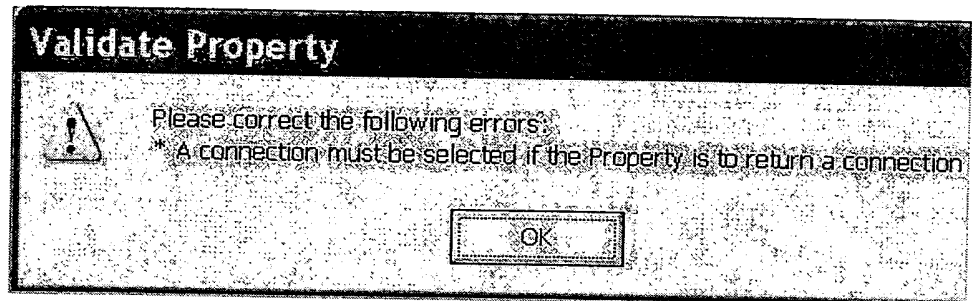 Validate Property
Please correct the following errors:
* A connection must be selected if the Property is to return a connection
OK